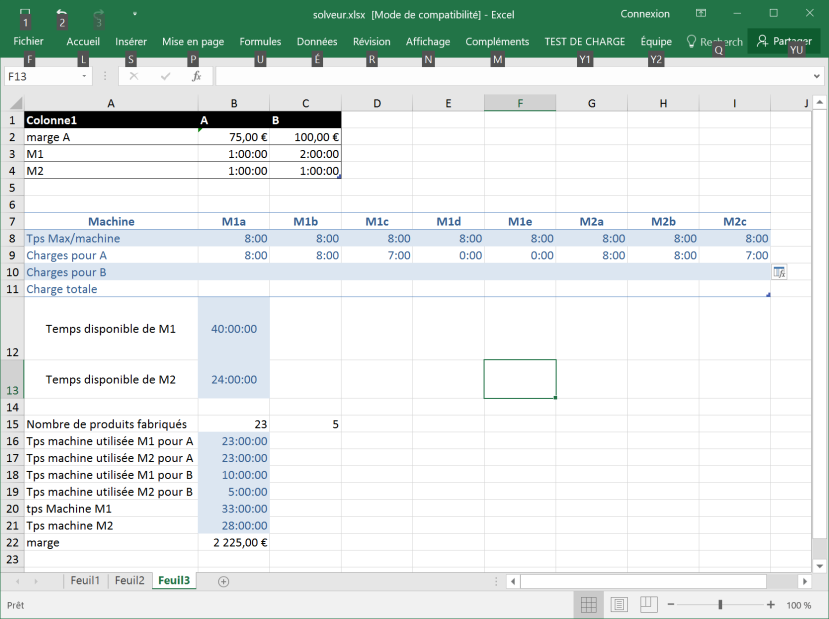 1 2 3
solveur.xlsx [Mode de compatibilité] - Excel
Connexion
Fichier Accueil Insérer Mise en page Formules Données Révision Affichage Compléments TEST DE CHARGE Équipe Recherch Partager
F L S P U É R N M Y1 Y2 Q YU
F13 fx
A B C D E F G H I J
1 Colonne1 A B
2 marge A 75,00 € 100,00 €
3 M1 1:00:00 2:00:00
4 M2 1:00:00 1:00:00
5
6
7 Machine M1a M1b M1c M1d M1e M2a M2b M2c
8 Tps Max/machine 8:00 8:00 8:00 8:00 8:00 8:00 8:00 8:00
9 Charges pour A 8:00 8:00 7:00 0:00 0:00 8:00 8:00 7:00
10 Charges pour B
11 Charge totale
12 Temps disponible de M1 40:00:00
13 Temps disponible de M2 24:00:00
14
15 Nombre de produits fabriqués 23 5
16 Tps machine utilisée M1 pour A 23:00:00
17 Tps machine utilisée M2 pour A 23:00:00
18 Tps machine utilisée M1 pour B 10:00:00
19 Tps machine utilisée M2 pour B 5:00:00
20 tps Machine M1 33:00:00
21 Tps machine M2 28:00:00
22 marge 2 225,00 €
23
Feuil1 Feuil2 Feuil3
Prêt 100 %